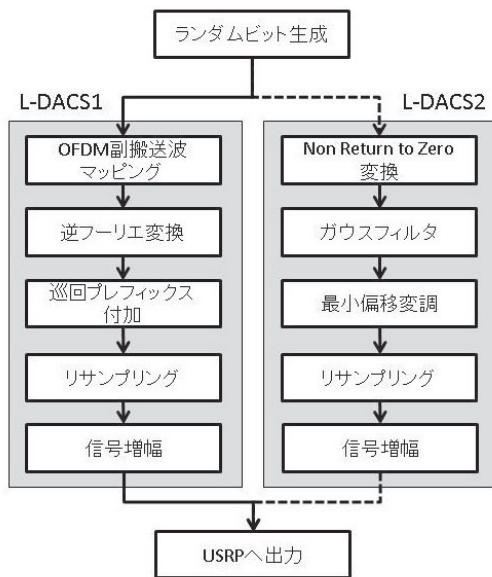 ランダムビット生成
L-DACS1
OFDM副搬送波
マッピング
逆フーリエ変換
巡回プレフィックス
付加
リサンプリング
信号増幅
L-DACS2
Non Return to Zero
変換
ガウスフィルタ
最小偏移変調
リサンプリング
信号増幅
USRPへ出力